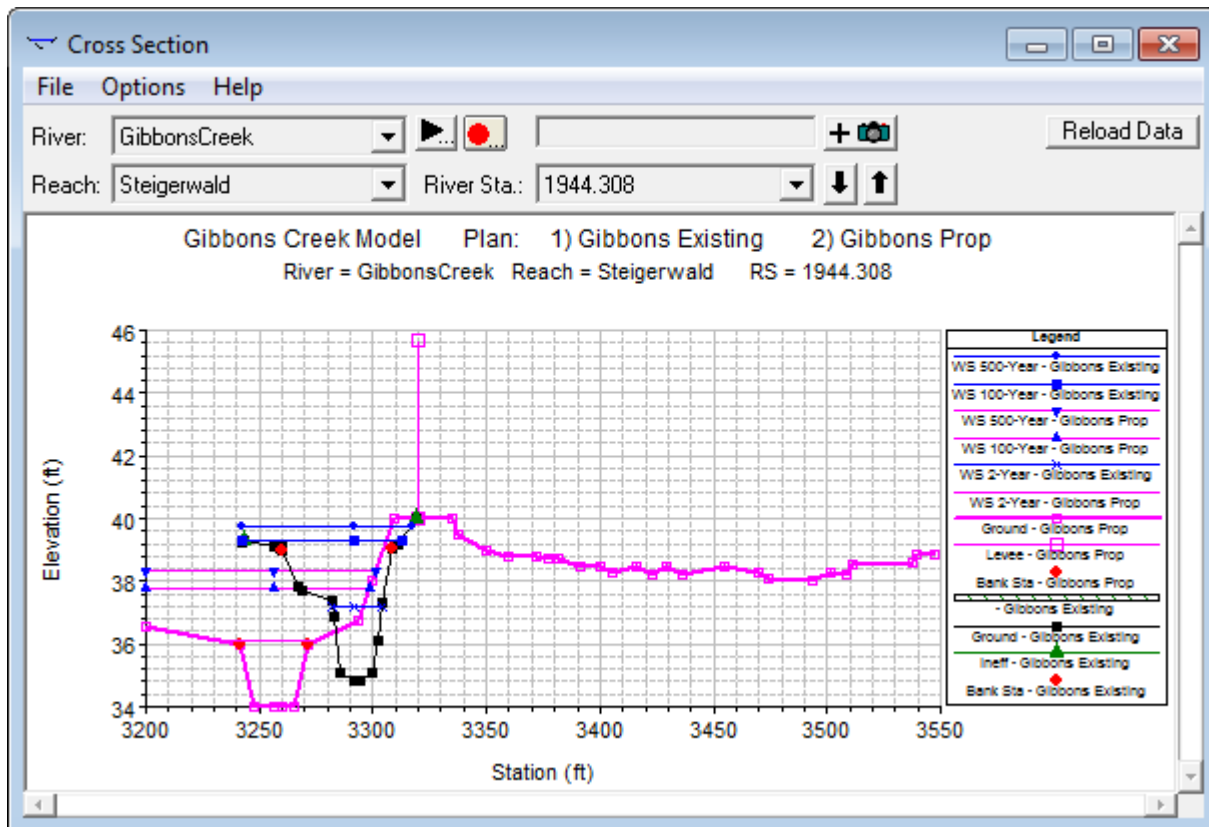 Cross Section
File Options Help
River: GibbonsCreek ... ... + Reload Data
Reach: Steigerwald River Sta.: 1944.308
Gibbons Creek Model Plan: 1) Gibbons Existing 2) Gibbons Prop
River = GibbonsCreek Reach = Steigerwald RS = 1944.308
46
44
42
40
38
36
34
Elevation (ft)
3200 3250 3300 3350 3400 3450 3500 3550
Station (ft)
Legend
WS 500-Year - Gibbons Existing
WS 100-Year - Gibbons Existing
WS 500-Year - Gibbons Prop
WS 100-Year - Gibbons Prop
WS 2-Year - Gibbons Existing
WS 2-Year - Gibbons Prop
Ground - Gibbons Prop
Levee - Gibbons Prop
Bank Sta - Gibbons Prop
- Gibbons Existing
Ground - Gibbons Existing
Ineff - Gibbons Existing
Bank Sta - Gibbons Existing